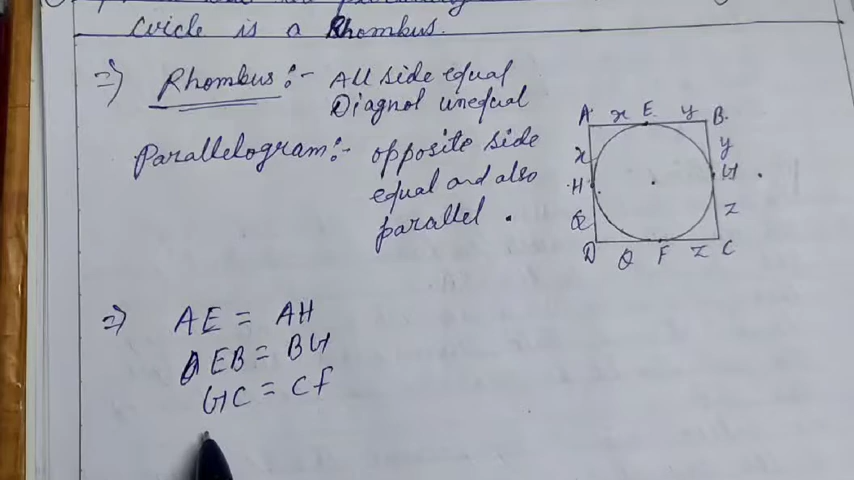 cvicle is a Rhombus.
=) Rhombus:- All side equal
Diagnol unequal
Parallelogram:- opposite side
equal and also
parallel .
A x E y B
x y
H G
Q z
D Q F z C
=) AE = AH
EB = BG
GC = CF